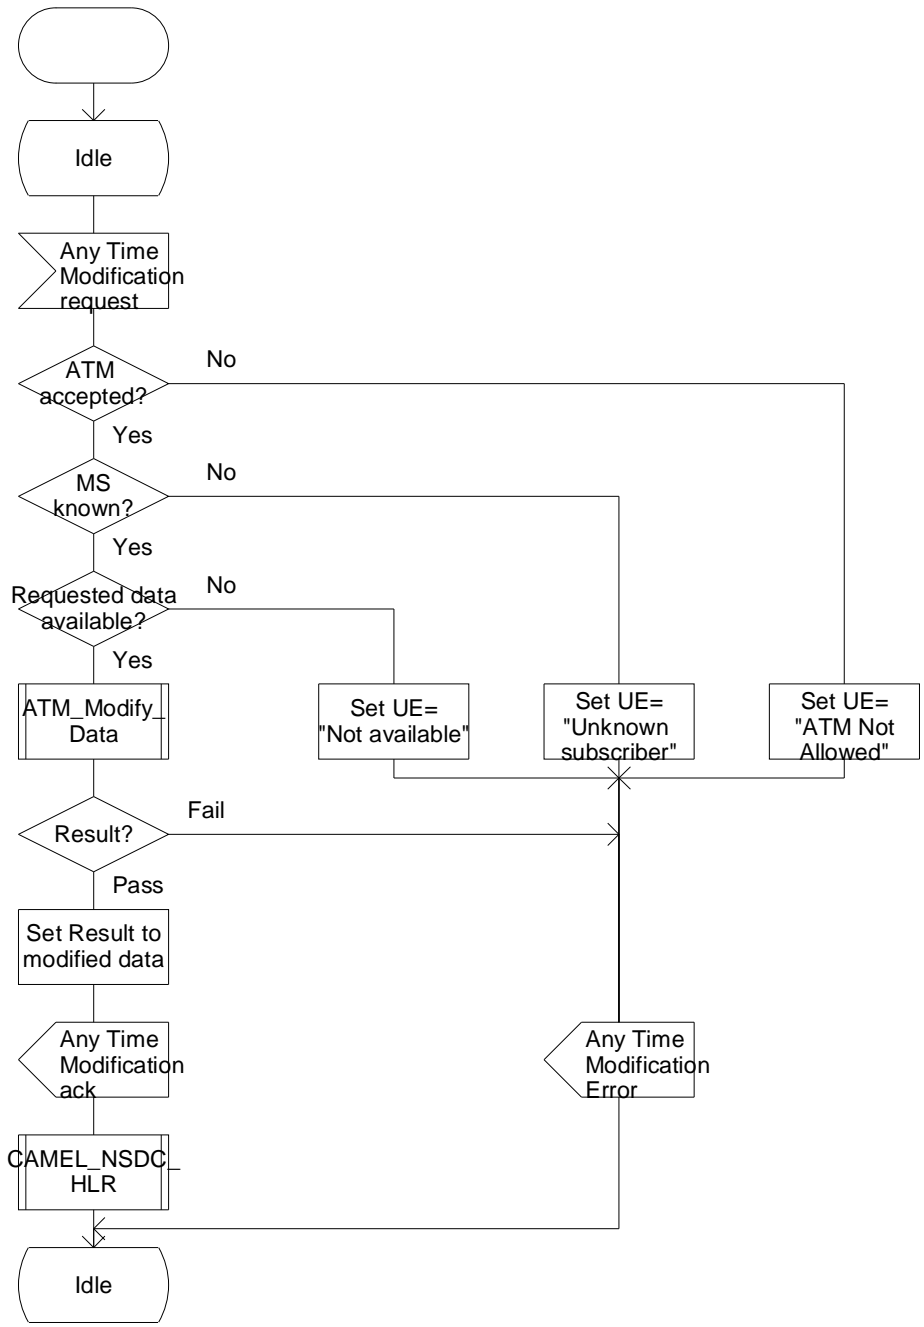 Idle
Any Time
Modification
request
ATM
accepted?
No
Yes
MS
known?
No
Yes
Requested data
available?
No
Yes
ATM_Modify_
Data
Set UE=
"Not available"
Set UE=
"Unknown
subscriber"
Set UE=
"ATM Not
Allowed"
Result?
Fail
Pass
Set Result to
modified data
Any Time
Modification
ack
Any Time
Modification
Error
CAMEL_NSDC_
HLR
Idle